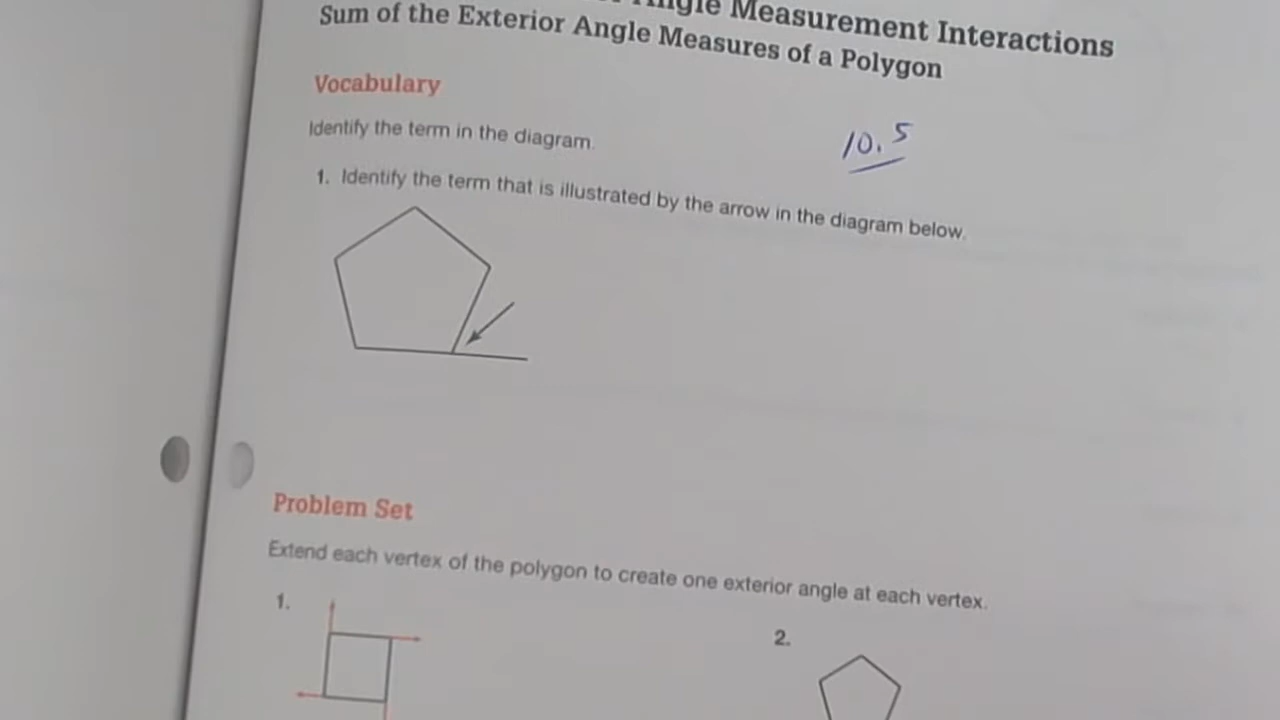 Angle Measurement Interactions
Sum of the Exterior Angle Measures of a Polygon
Vocabulary
Identify the term in the diagram.
10.5
1. Identify the term that is illustrated by the arrow in the diagram below.
Problem Set
Extend each vertex of the polygon to create one exterior angle at each vertex.
1.
2.